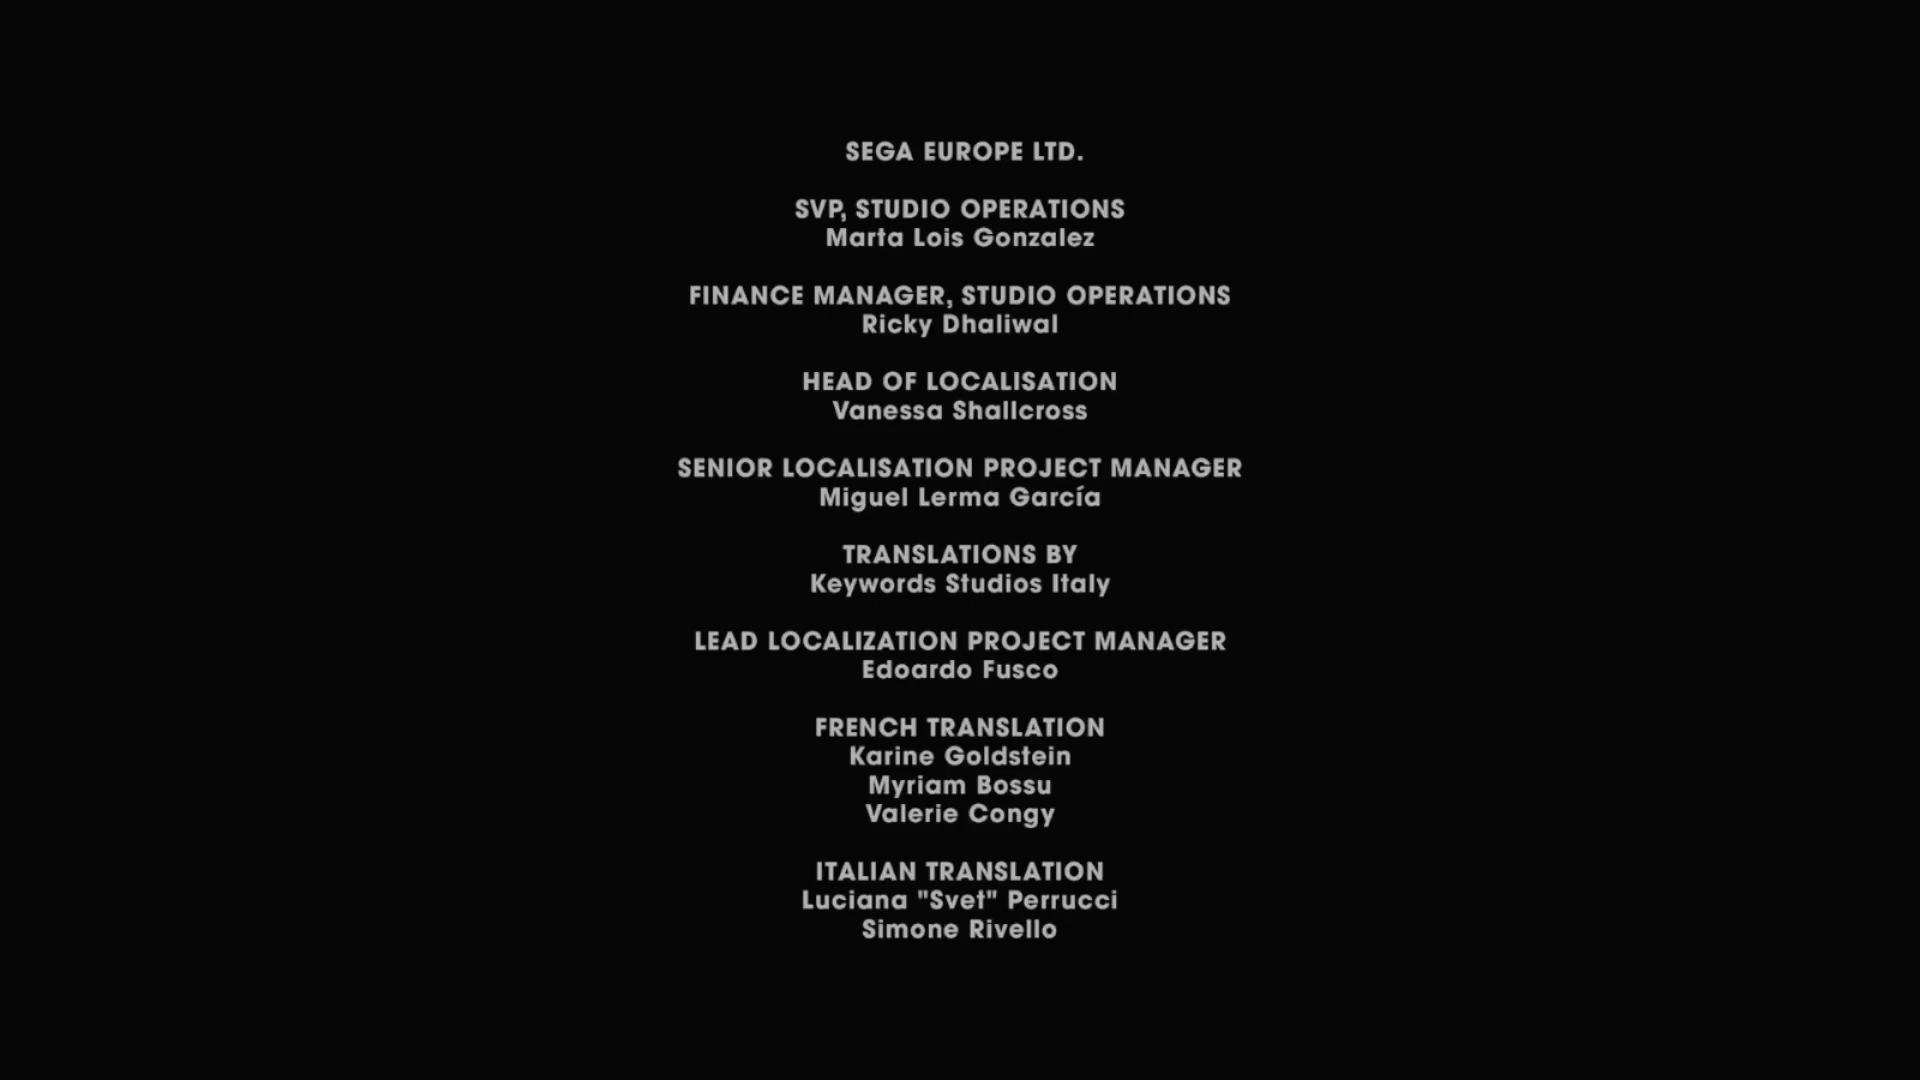 SEGA EUROPE LTD.
SVP, STUDIO OPERATIONS
Marta Lois Gonzalez
FINANCE MANAGER, STUDIO OPERATIONS
Ricky Dhaliwal
HEAD OF LOCALISATION
Vanessa Shallcross
SENIOR LOCALISATION PROJECT MANAGER
Miguel Lerma García
TRANSLATIONS BY
Keywords Studios Italy
LEAD LOCALIZATION PROJECT MANAGER
Edoardo Fusco
FRENCH TRANSLATION
Karine Goldstein
Myriam Bossu
Valerie Congy
ITALIAN TRANSLATION
Luciana "Svet" Perrucci
Simone Rivello